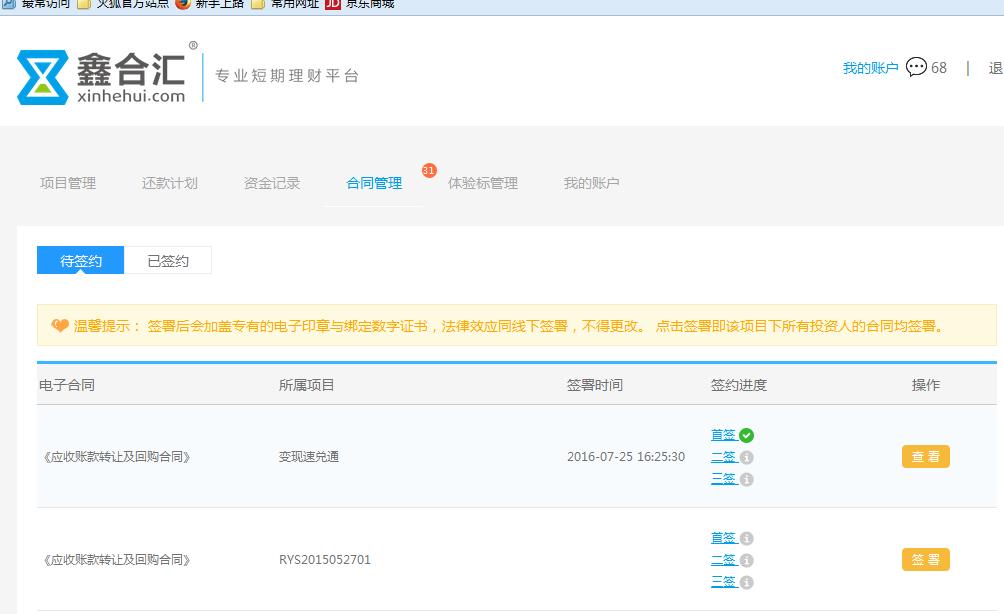 最常访问 火狐官方站点 新手上路 常用网址 JD 京东商城
鑫合汇®
xinhehui.com
专业短期理财平台
我的账户 68 | 退
项目管理 还款计划 资金记录 合同管理 31 体验标管理 我的账户
待签约 已签约
温馨提示： 签署后会加盖专有的电子印章与绑定数字证书，法律效应同线下签署，不得更改。 点击签署即该项目下所有投资人的合同均签署。
电子合同 所属项目 签署时间 签约进度 操作
首签
《应收账款转让及回购合同》 变现速兑通 2016-07-25 16:25:30 二签 查看
三签
首签
《应收账款转让及回购合同》 RYS2015052701 二签 签署
三签